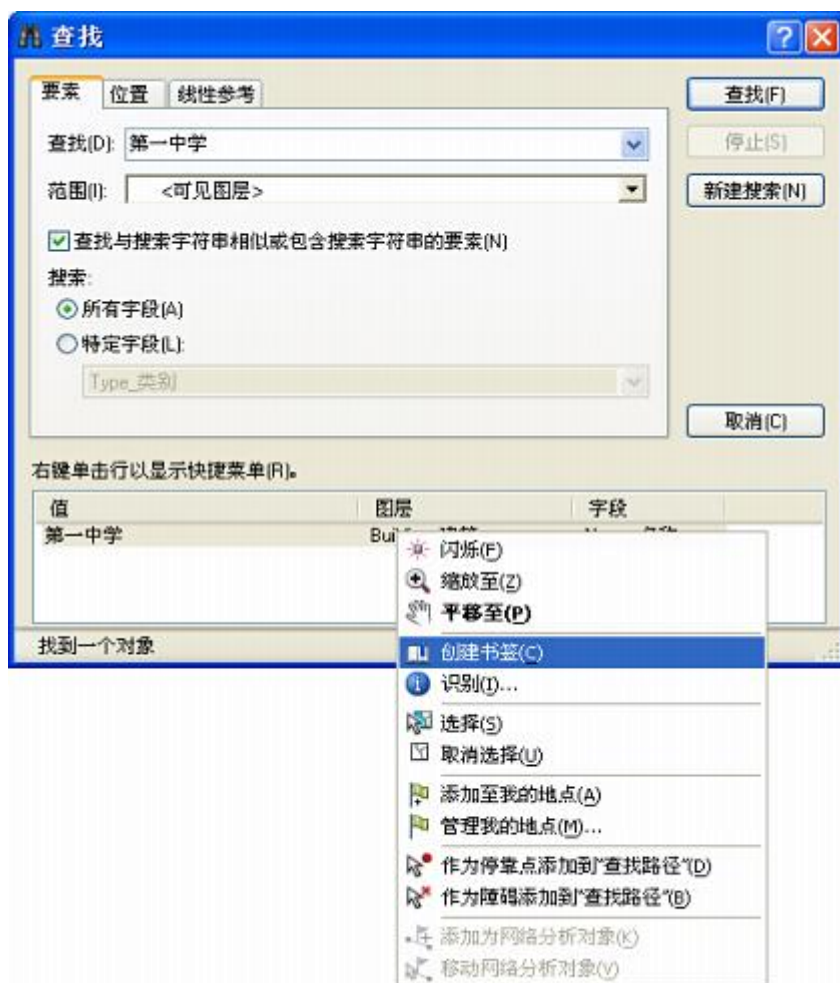 查找
要素 位置 线性参考
查找(F)
查找(D): 第一中学
停止(S)
范围(I): <可见图层>
新建搜索(N)
查找与搜索字符串相似或包含搜索字符串的要素(N)
搜索:
所有字段(A)
特定字段(L):
Type_类别
取消(C)
右键单击行以显示快捷菜单(R)。
值 图层 字段
第一中学
找到一个对象
闪烁(F)
缩放至(Z)
平移至(P)
创建书签(C)
识别(I)...
选择(S)
取消选择(U)
添加至我的地点(A)
管理我的地点(M)...
作为停靠点添加到"查找路径"(D)
作为障碍添加到"查找路径"(B)
添加为网络分析对象(K)
移动网络分析对象(V)